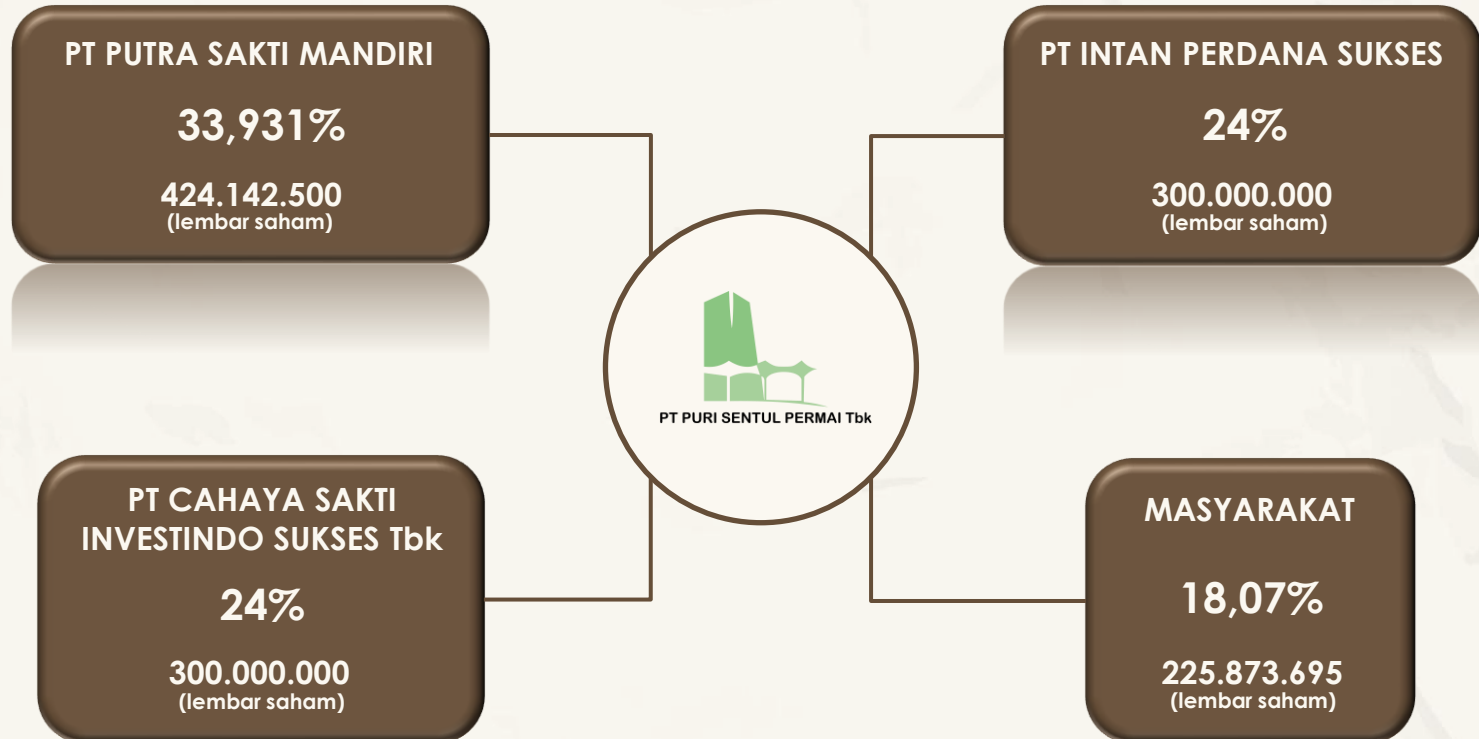 PT PUTRA SAKTI MANDIRI
33,931%
424.142.500
(lembar saham)
PT INTAN PERDANA SUKSES
24%
300.000.000
(lembar saham)
PT PURI SENTUL PERMAI Tbk
PT CAHAYA SAKTI
INVESTINDO SUKSES Tbk
24%
300.000.000
(lembar saham)
MASYARAKAT
18,07%
225.873.695
(lembar saham)